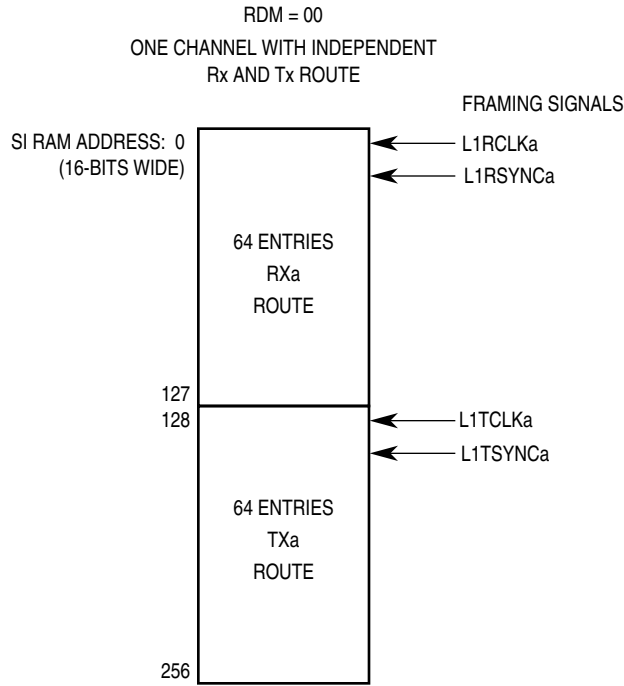 RDM = 00
ONE CHANNEL WITH INDEPENDENT
Rx AND Tx ROUTE
FRAMING SIGNALS
SI RAM ADDRESS: 0
(16-BITS WIDE)
L1RCLKa
L1RSYNCa
64 ENTRIES
RXa
ROUTE
127
128
L1TCLKa
L1TSYNCa
64 ENTRIES
TXa
ROUTE
256